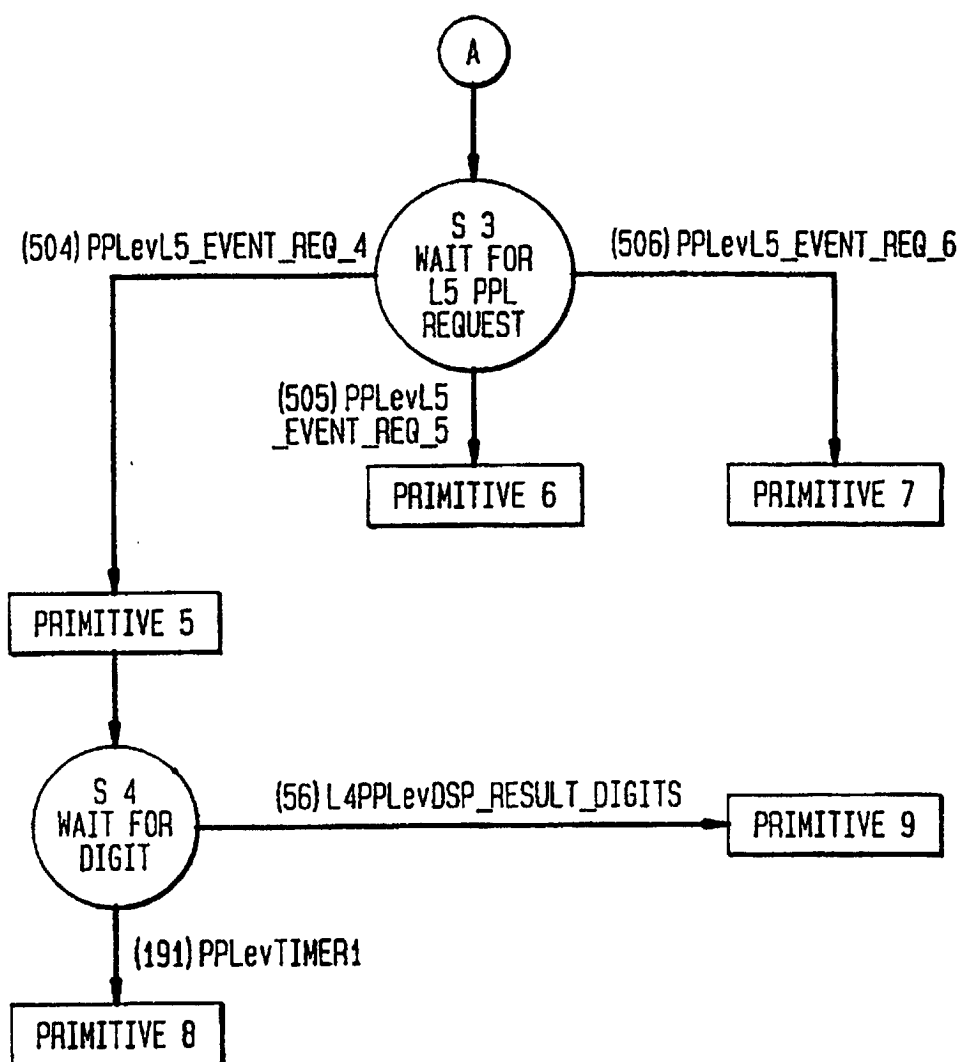 A
S 3
WAIT FOR
L5 PPL
REQUEST
(504) PPLevL5_EVENT_REQ_4
(506) PPLevL5_EVENT_REQ_6
(505) PPLevL5
_EVENT_REQ_5
PRIMITIVE 6
PRIMITIVE 7
PRIMITIVE 5
S 4
WAIT FOR
DIGIT
(56) L4PPLevDSP_RESULT_DIGITS
PRIMITIVE 9
(191) PPLevTIMER1
PRIMITIVE 8